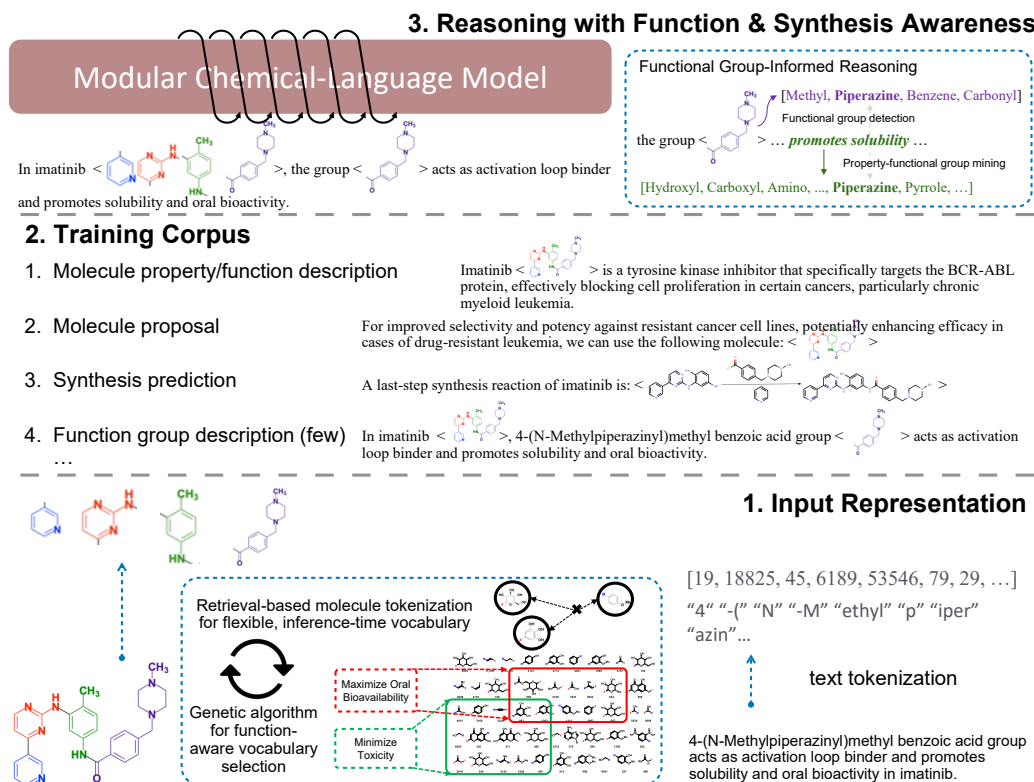 3. Reasoning with Function & Synthesis Awareness
Modular Chemical-Language Model
In imatinib < >, the group < > acts as activation loop binder
and promotes solubility and oral bioactivity.
Functional Group-Informed Reasoning
[Methyl, Piperazine, Benzene, Carbonyl]
Functional group detection
the group < > … promotes solubility …
Property-functional group mining
[Hydroxyl, Carboxyl, Amino, ..., Piperazine, Pyrrole, …]
2. Training Corpus
1. Molecule property/function description
Imatinib < > is a tyrosine kinase inhibitor that specifically targets the BCR-ABL
protein, effectively blocking cell proliferation in certain cancers, particularly chronic
myeloid leukemia.
2. Molecule proposal
For improved selectivity and potency against resistant cancer cell lines, potentially enhancing efficacy in
cases of drug-resistant leukemia, we can use the following molecule: < >
3. Synthesis prediction
A last-step synthesis reaction of imatinib is: < >
4. Function group description (few)
…
In imatinib < >, 4-(N-Methylpiperazinyl)methyl benzoic acid group < > acts as activation
loop binder and promotes solubility and oral bioactivity.
1. Input Representation
Retrieval-based molecule tokenization
for flexible, inference-time vocabulary
Genetic algorithm
for function-
aware vocabulary
selection
Maximize Oral
Bioavailability
Minimize
Toxicity
[19, 18825, 45, 6189, 53546, 79, 29, …]
“4“ “-(” “N” “-M” “ethyl” “p” “iper”
“azin”…
text tokenization
4-(N-Methylpiperazinyl)methyl benzoic acid group
acts as activation loop binder and promotes
solubility and oral bioactivity in imatinib.